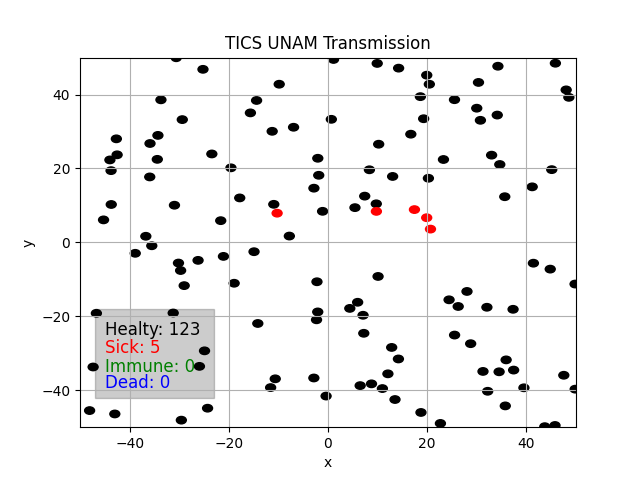 TICS UNAM Transmission
y
40
20
0
−20
−40
Healty: 123
Sick: 5
Immune: 0
Dead: 0
−40
−20
0
20
40
x